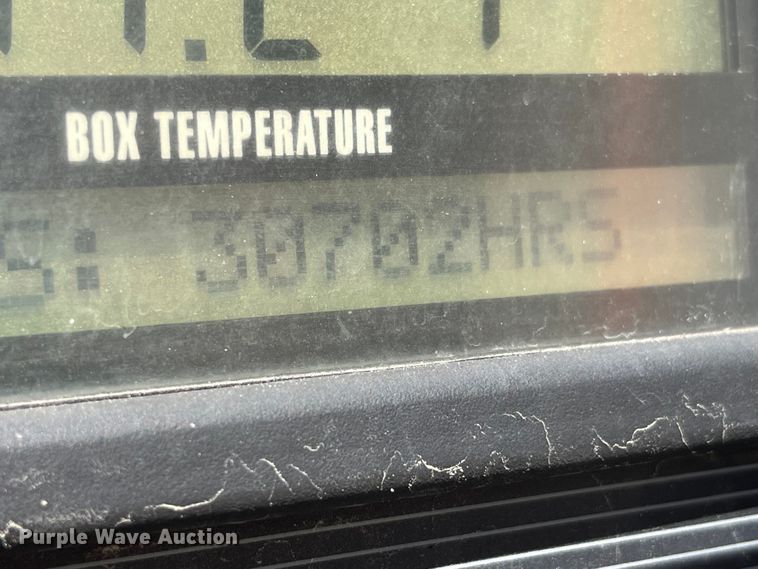 BOX TEMPERATURE
S: 30702HRS
Purple Wave Auction